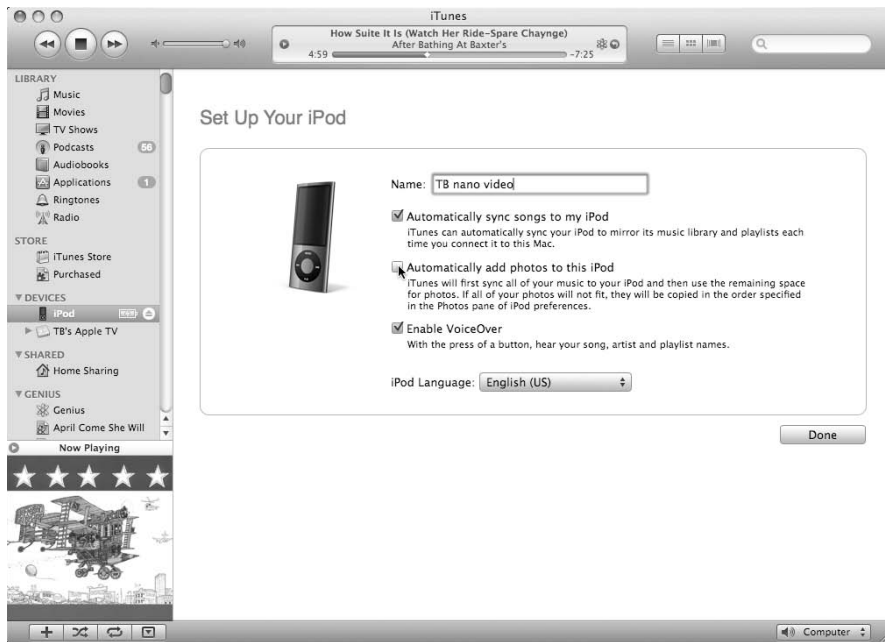 iTunes
How Suite It Is (Watch Her Ride-Spare Chaynge)
After Bathing At Baxter's
4:59
-7:25
LIBRARY
Music
Movies
TV Shows
Podcasts 56
Audiobooks
Applications 1
Ringtones
Radio
STORE
iTunes Store
Purchased
DEVICES
iPod
TB's Apple TV
SHARED
Home Sharing
GENIUS
Genius
April Come She Will
Now Playing
Set Up Your iPod
Name: TB nano video
Automatically sync songs to my iPod
iTunes can automatically sync your iPod to mirror its music library and playlists each
time you connect it to this Mac.
Automatically add photos to this iPod
iTunes will first sync all of your music to your iPod and then use the remaining space
for photos. If all of your photos will not fit, they will be copied in the order specified
in the Photos pane of iPod preferences.
Enable VoiceOver
With the press of a button, hear your song, artist and playlist names.
iPod Language: English (US)
Done
Computer